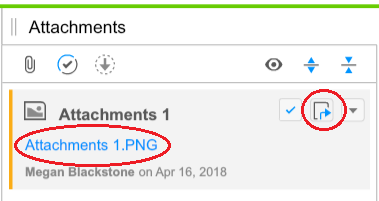 Attachments
Attachments 1
Attachments 1.PNG
Megan Blackstone on Apr 16, 2018